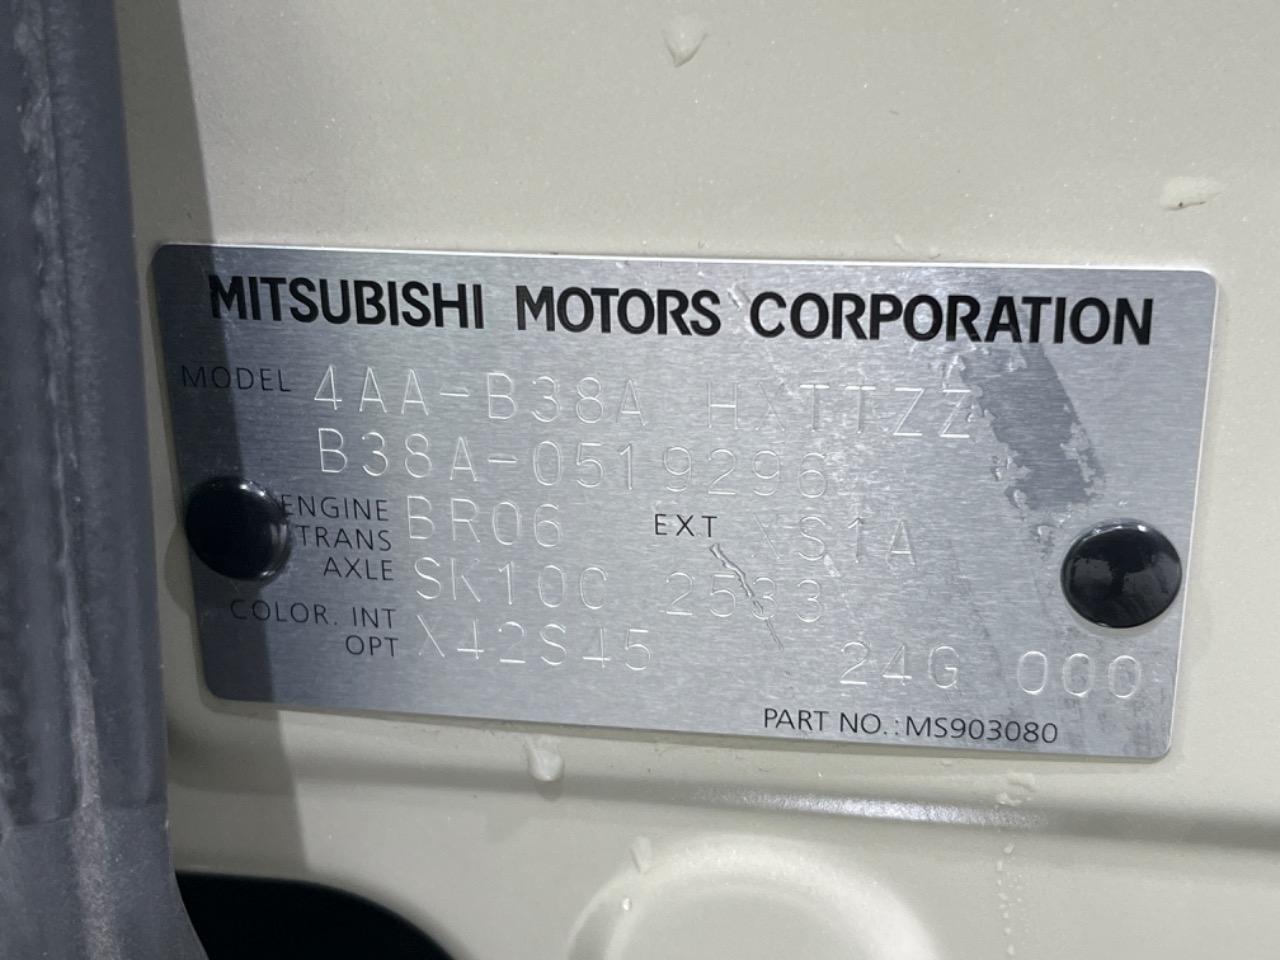 MITSUBISHI MOTORS CORPORATION
MODEL 4AA-B38A HXTTZZ
B38A-0519296
ENGINE BR06 EXT XS1A
TRANS
AXLE SK10C 2533
COLOR. INT
OPT X42S45 24G 000
PART NO.:MS903080